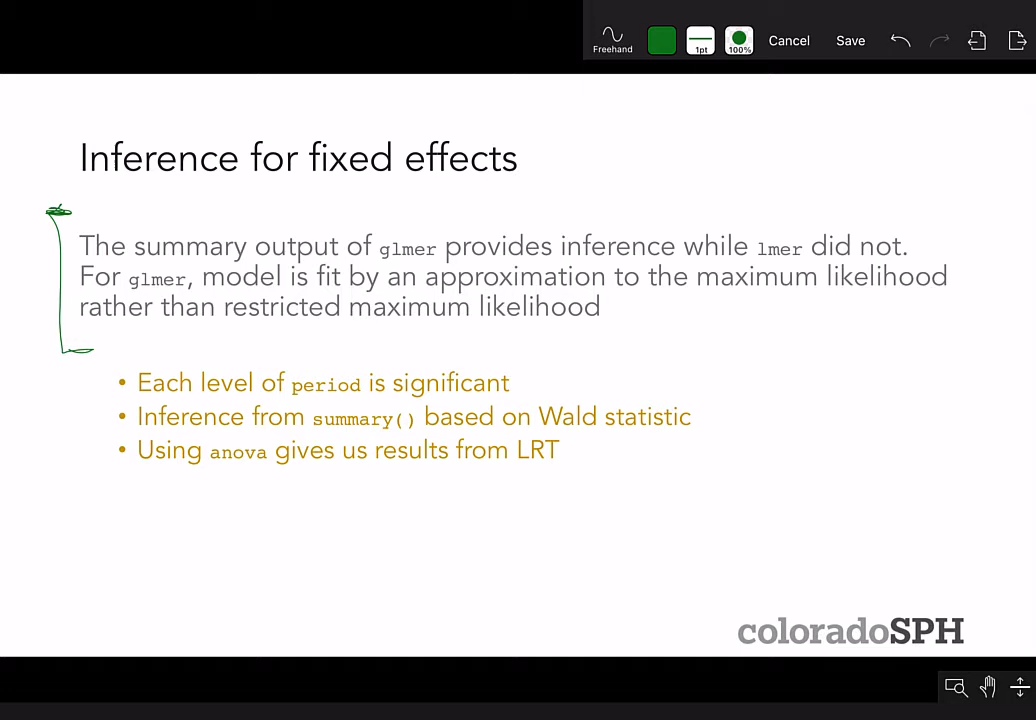 Freehand
1pt
100%
Cancel
Save
Inference for fixed effects
The summary output of glmer provides inference while lmer did not.
For glmer, model is fit by an approximation to the maximum likelihood
rather than restricted maximum likelihood
• Each level of period is significant
• Inference from summary() based on Wald statistic
• Using anova gives us results from LRT
coloradoSPH